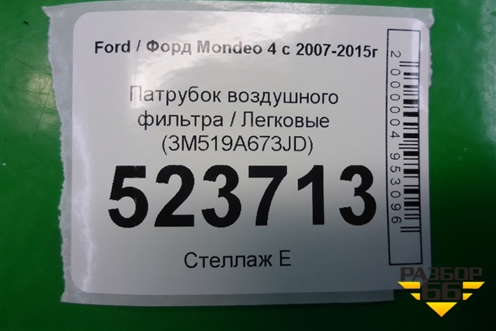 Ford / Форд Mondeo 4 с 2007-2015г
Патрубок воздушного
фильтра / Легковые
(3M519A673JD)
523713
Стеллаж Е
2000004953096
РАЗБОР
66